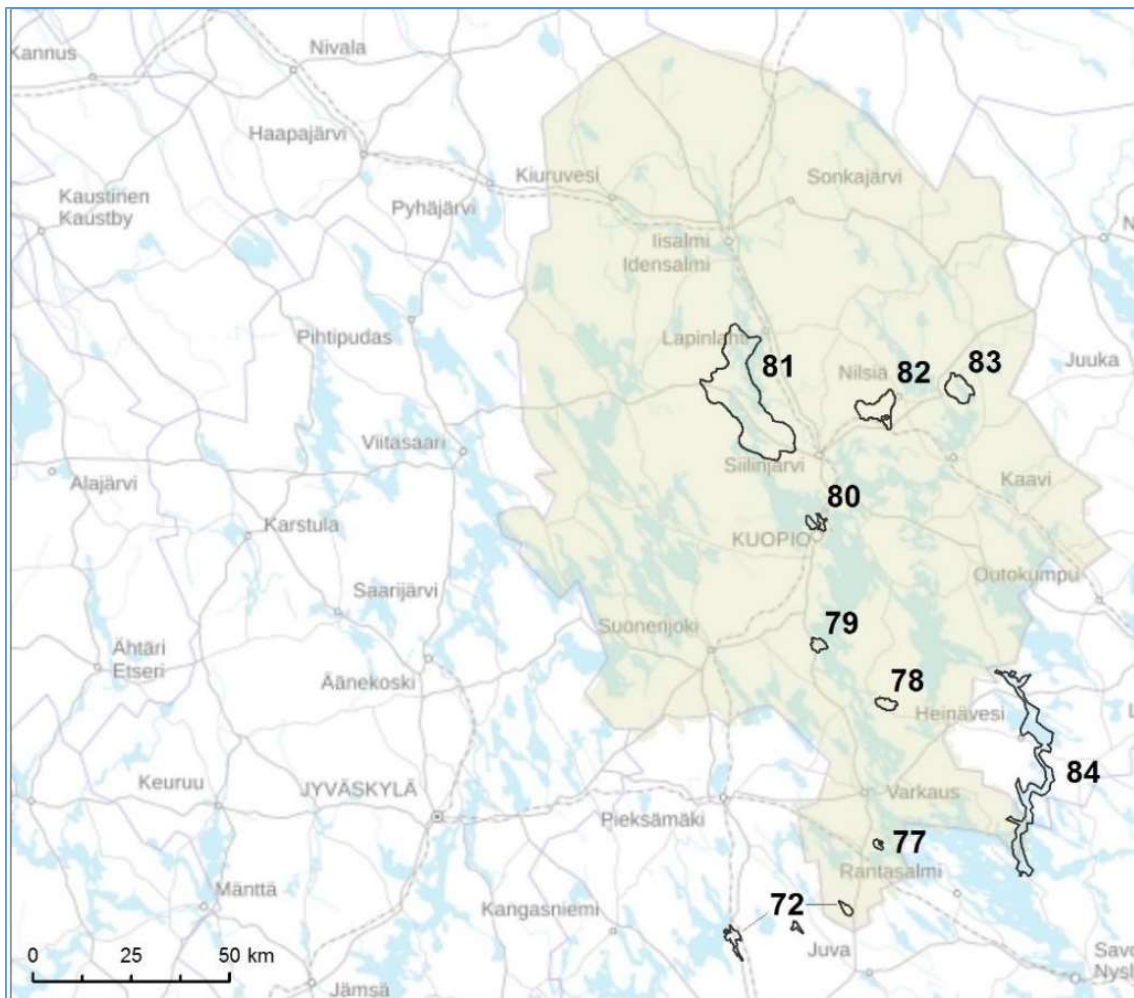 Kannus
Nivala
Haapajärvi
Kiuruvesi
Sonkajärvi
Kaustinen
Kaustby
Pyhäjärvi
Iisalmi
Idensalmi
Pihtipudas
Lapinlahti
81
Nilsiä
82
83
Juuka
Viitasaari
Siilinjärvi
Alajärvi
Kaavi
80
Karstula
KUOPIO
Outokumpu
Saarijärvi
Suonenjoki
79
Ähtäri
Etseri
Äänekoski
78
Heinävesi
84
Keuruu
JYVÄSKYLÄ
Varkaus
Pieksämäki
77
Rantasalmi
Mänttä
Kangasniemi
72
Juva
0 25 50 km
Savo
Nysl
Jämsä